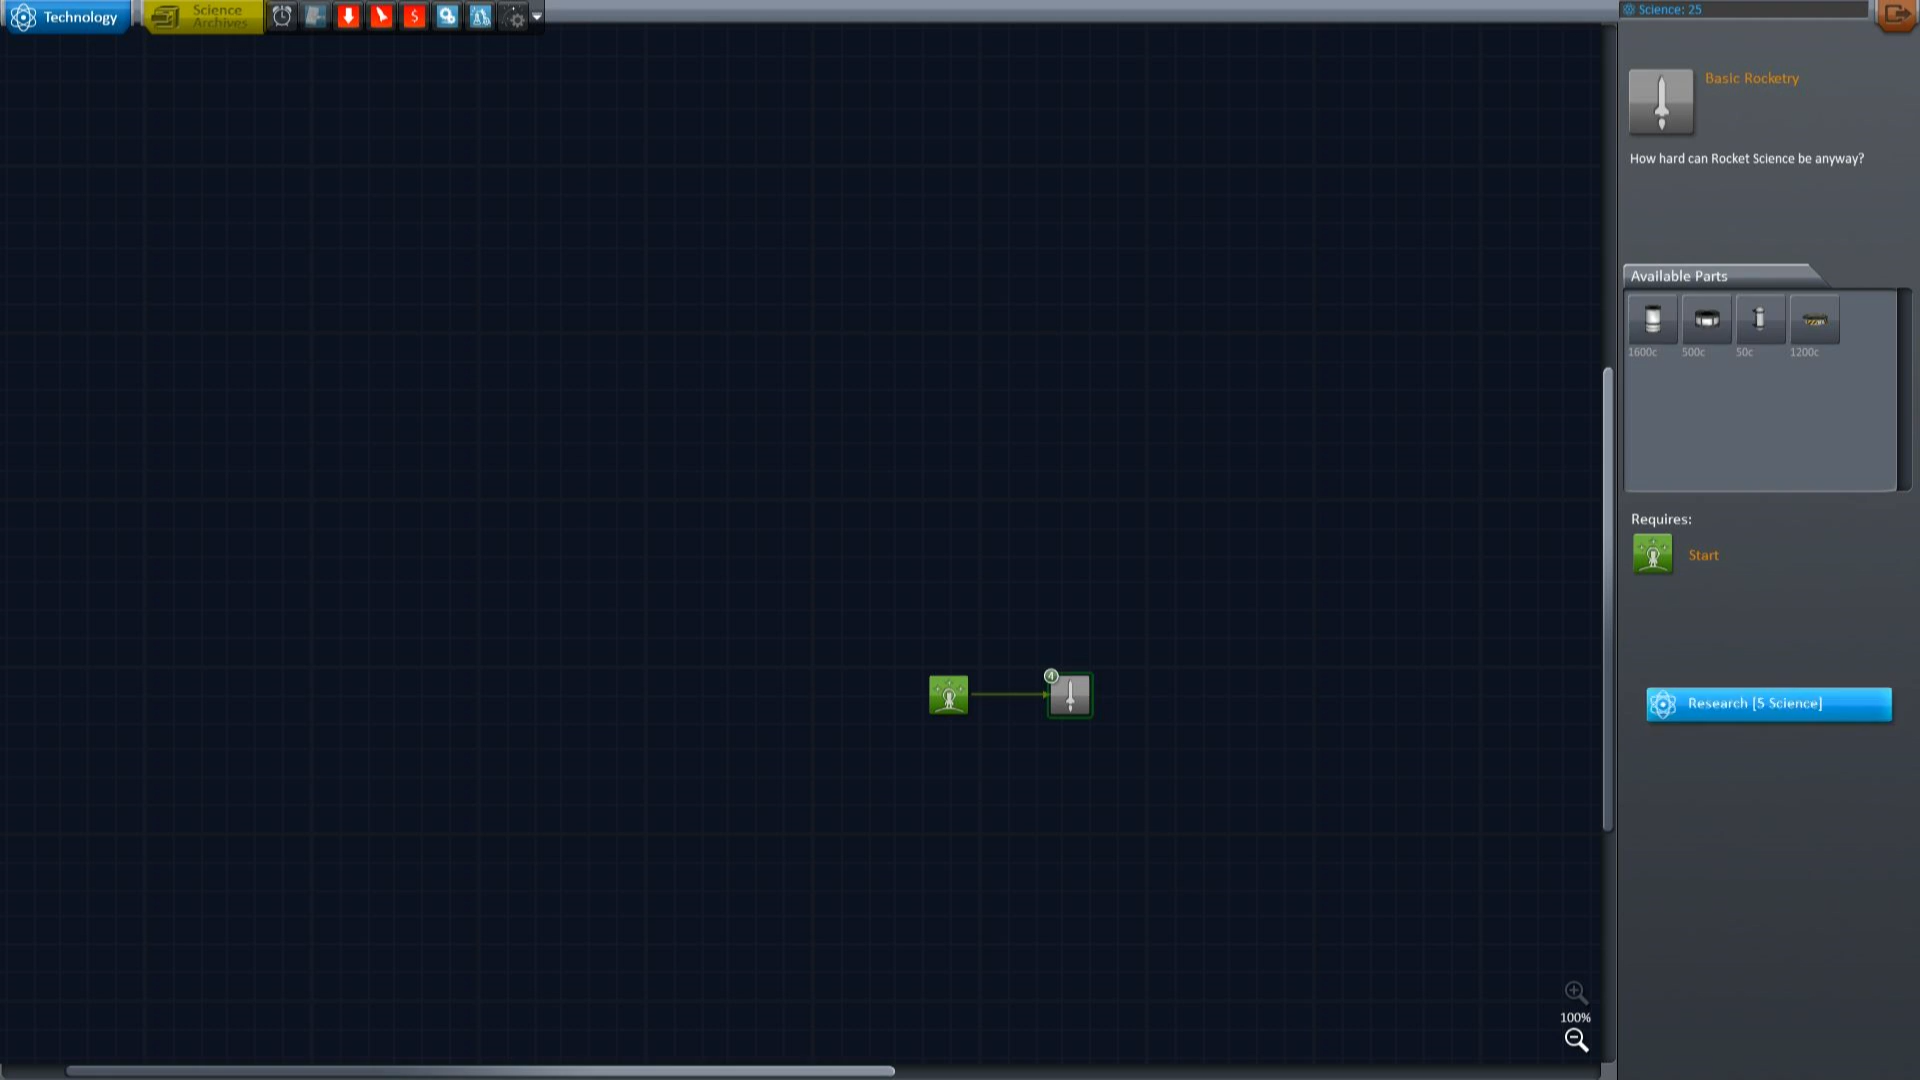 Technology
Science
Archives
$
Science: 25
Basic Rocketry
How hard can Rocket Science be anyway?
Available Parts
1600c 500c 50c 1200c
Requires:
Start
4
Research [5 Science]
100%